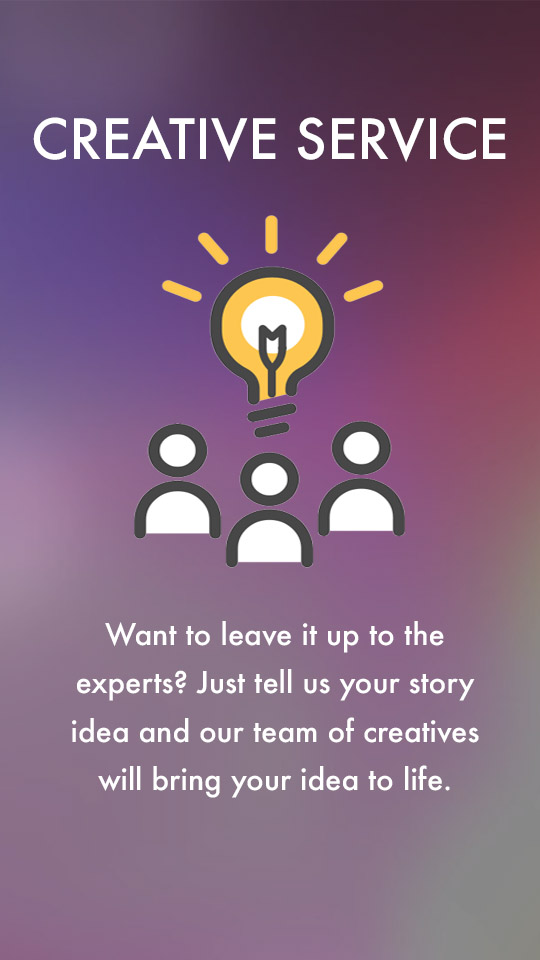 CREATIVE SERVICE
Want to leave it up to the
experts? Just tell us your story
idea and our team of creatives
will bring your idea to life.